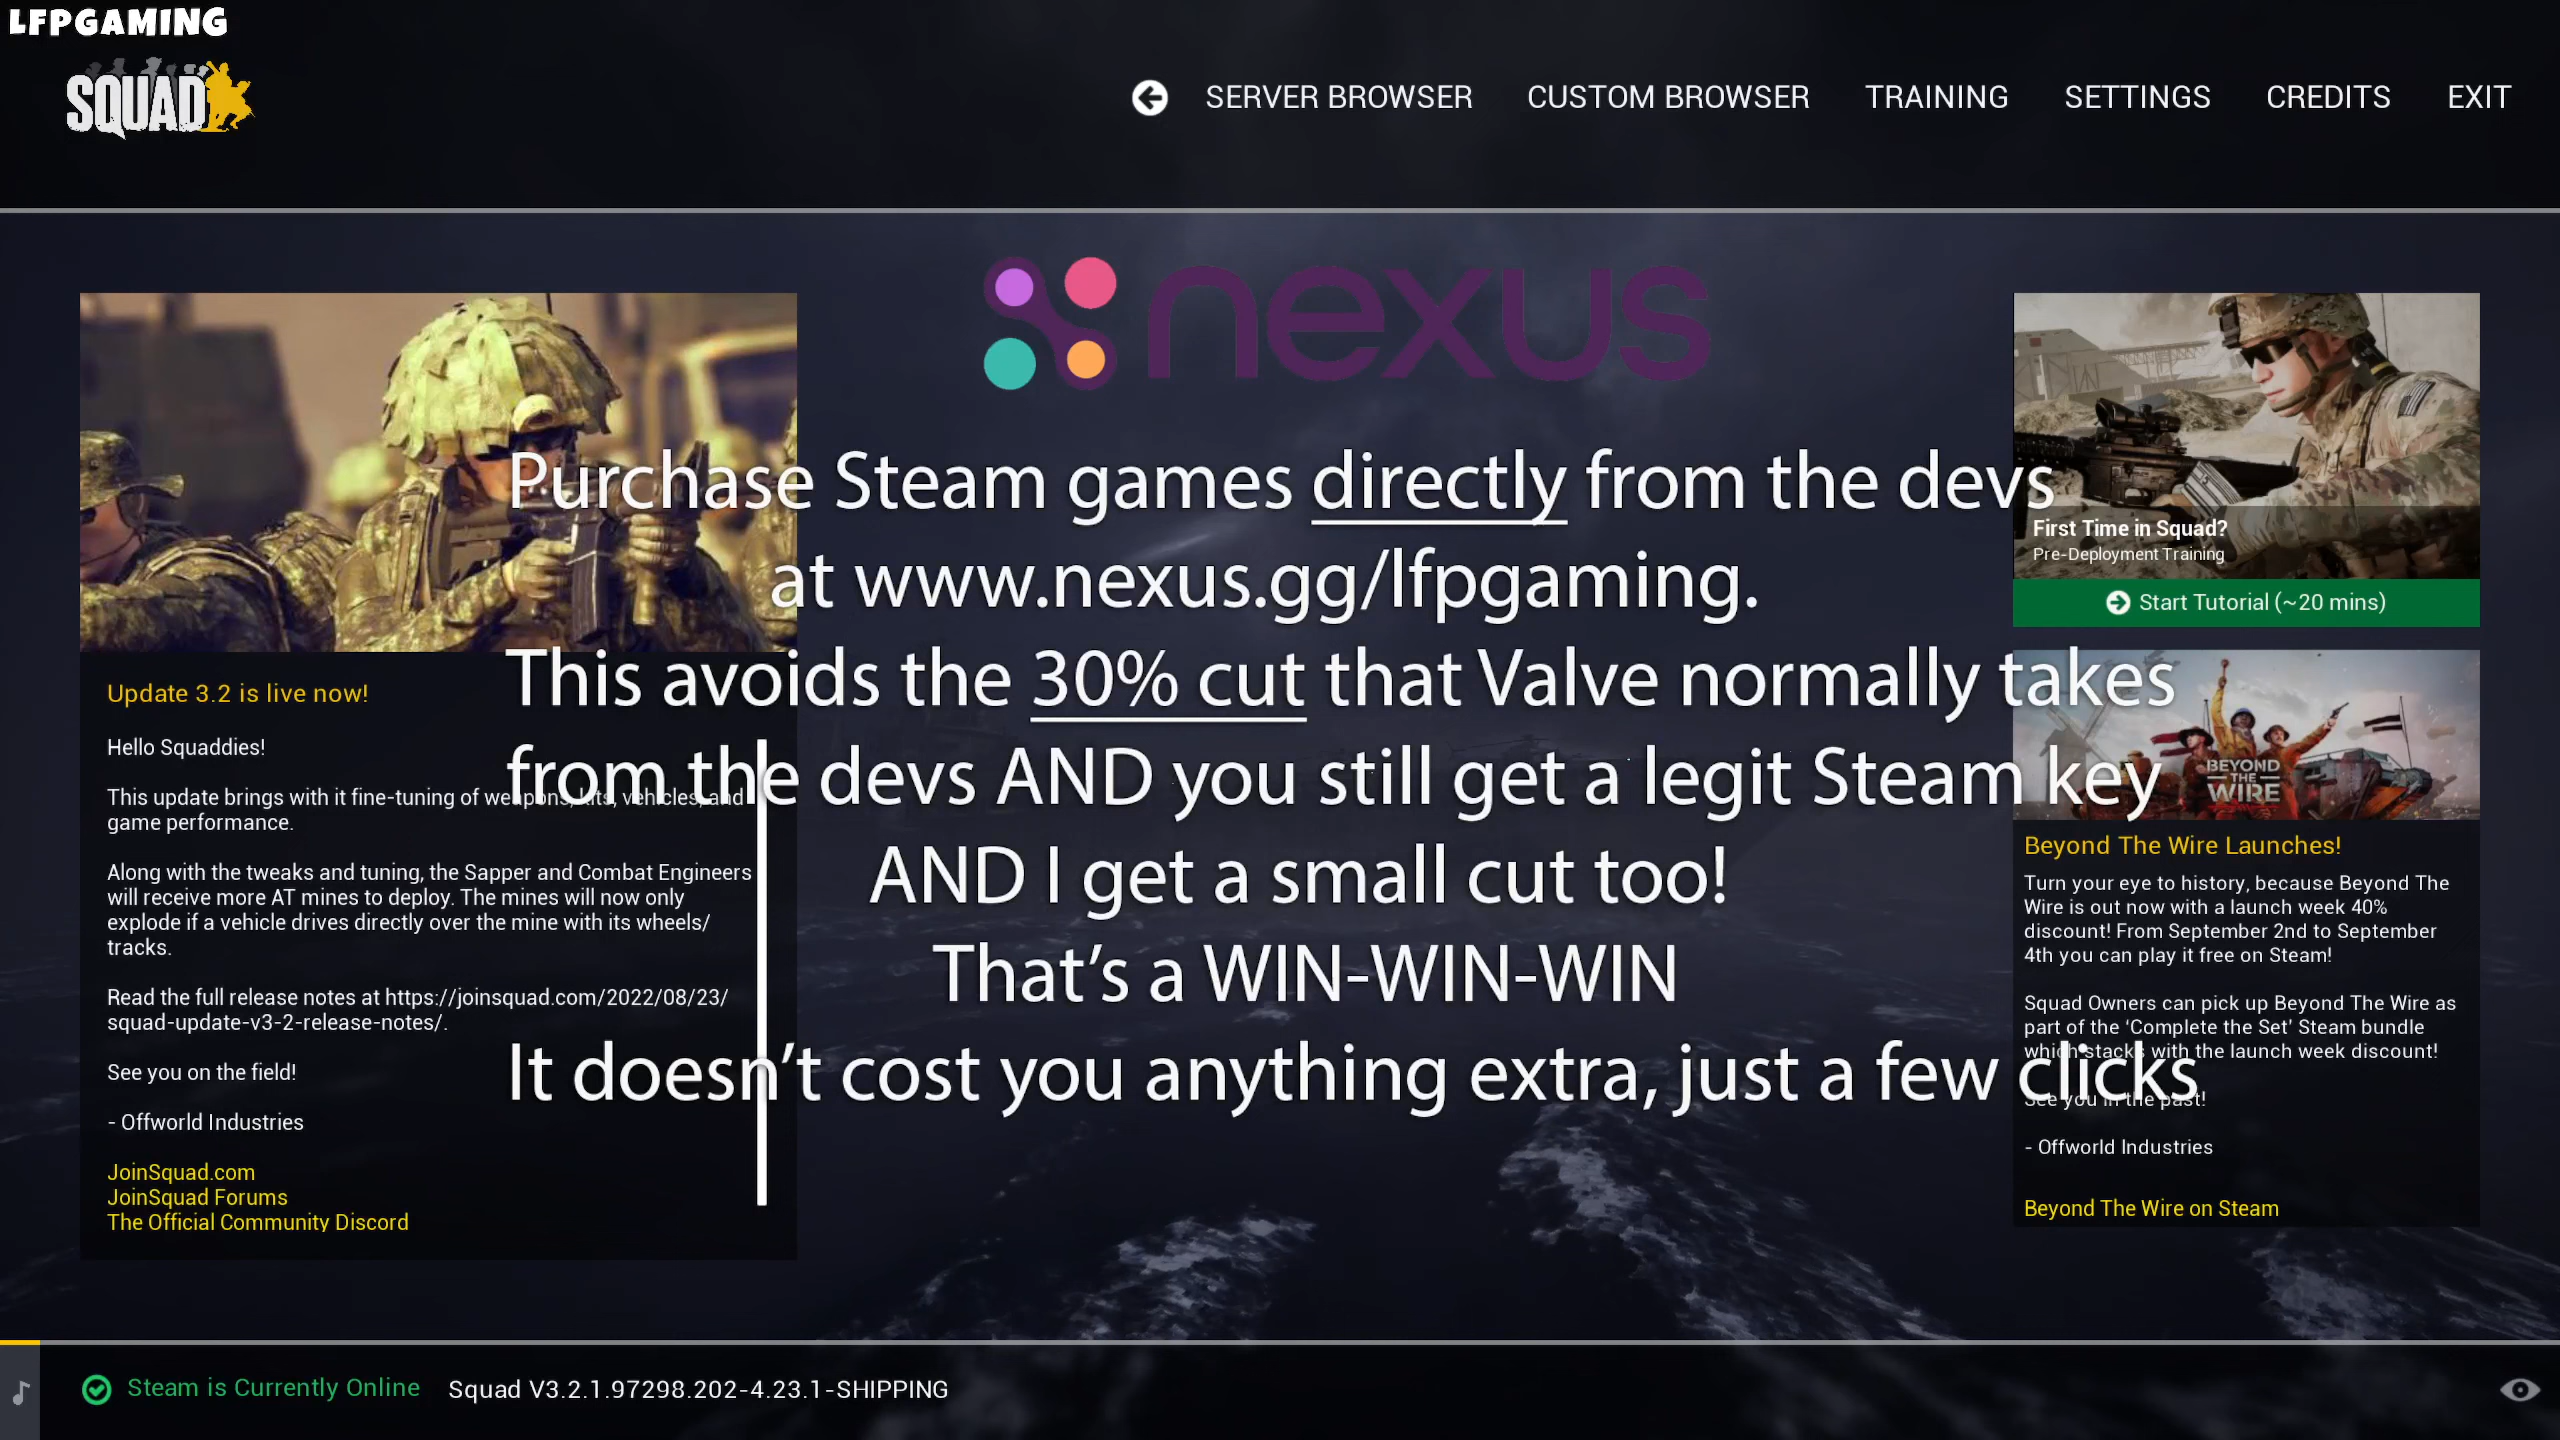 LFPGAMING
SQUAD
SERVER BROWSER CUSTOM BROWSER TRAINING SETTINGS CREDITS EXIT
nexus
Purchase Steam games directly from the devs
at www.nexus.gg/lfpgaming.
This avoids the 30% cut that Valve normally takes
from the devs AND you still get a legit Steam key
AND I get a small cut too!
That's a WIN-WIN-WIN
It doesn't cost you anything extra, just a few clicks
Update 3.2 is live now!
Hello Squaddies!
This update brings with it fine-tuning of weapons, kits, vehicles, and
game performance.
Along with the tweaks and tuning, the Sapper and Combat Engineers
will receive more AT mines to deploy. The mines will now only
explode if a vehicle drives directly over the mine with its wheels/
tracks.
Read the full release notes at https://joinsquad.com/2022/08/23/
squad-update-v3-2-release-notes/.
See you on the field!
- Offworld Industries
JoinSquad.com
JoinSquad Forums
The Official Community Discord
First Time in Squad?
Pre-Deployment Training
Start Tutorial (~20 mins)
BEYOND
THE
WIRE
Beyond The Wire Launches!
Turn your eye to history, because Beyond The
Wire is out now with a launch week 40%
discount! From September 2nd to September
4th you can play it free on Steam!
Squad Owners can pick up Beyond The Wire as
part of the 'Complete the Set' Steam bundle
which stacks with the launch week discount!
See you in the past!
- Offworld Industries
Beyond The Wire on Steam
Steam is Currently Online Squad V3.2.1.97298.202-4.23.1-SHIPPING